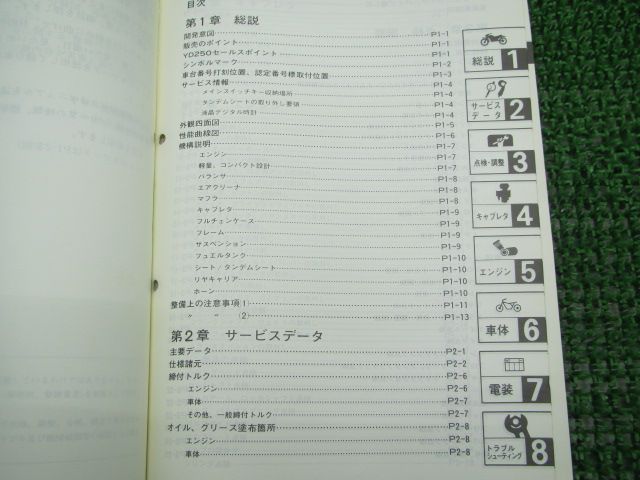 目次
第1章 総説
開発意図 P1-1
販売のポイント P1-1
YD250セールスポイント P1-1
シンボルマーク P1-2
車台番号打刻位置、認定番号標取付位置 P1-3
サービス情報 P1-4
メインスイッチキー収納場所 P1-4
タンデムシートの取り外し要領 P1-4
液晶デジタル時計 P1-4
外観四面図 P1-5
性能曲線図 P1-6
機構説明 P1-7
エンジン P1-7
軽量、コンパクト設計 P1-7
バランサ P1-8
エアクリーナ P1-8
マフラ P1-8
キャブレタ P1-9
フルチェンケース P1-9
フレーム P1-9
サスペンション P1-9
フュエルタンク P1-10
シート/タンデムシート P1-10
リヤキャリア P1-10
ホーン P1-10
整備上の注意事項 1 P1-11
〃 〃 (2) P1-13
第2章 サービスデータ
主要データ P2-1
仕様諸元 P2-2
締付トルク P2-6
エンジン P2-6
車体 P2-7
その他、一般締付トルク P2-7
オイル、グリース塗布箇所 P2-8
エンジン P2-8
車体 P2-8
総説 1
サービス
データ 2
点検・調整 3
キャブレタ 4
エンジン 5
車体 6
電装 7
トラブル
シューティング 8